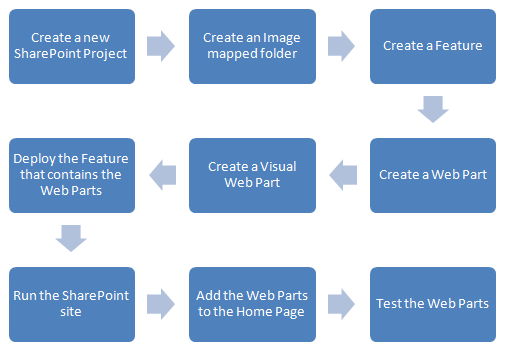 Create a new
SharePoint Project
Create an Image
mapped folder
Create a Feature
Create a Web Part
Create a Visual
Web Part
Deploy the Feature
that contains the
Web Parts
Run the SharePoint
site
Add the Web Parts
to the Home Page
Test the Web Parts